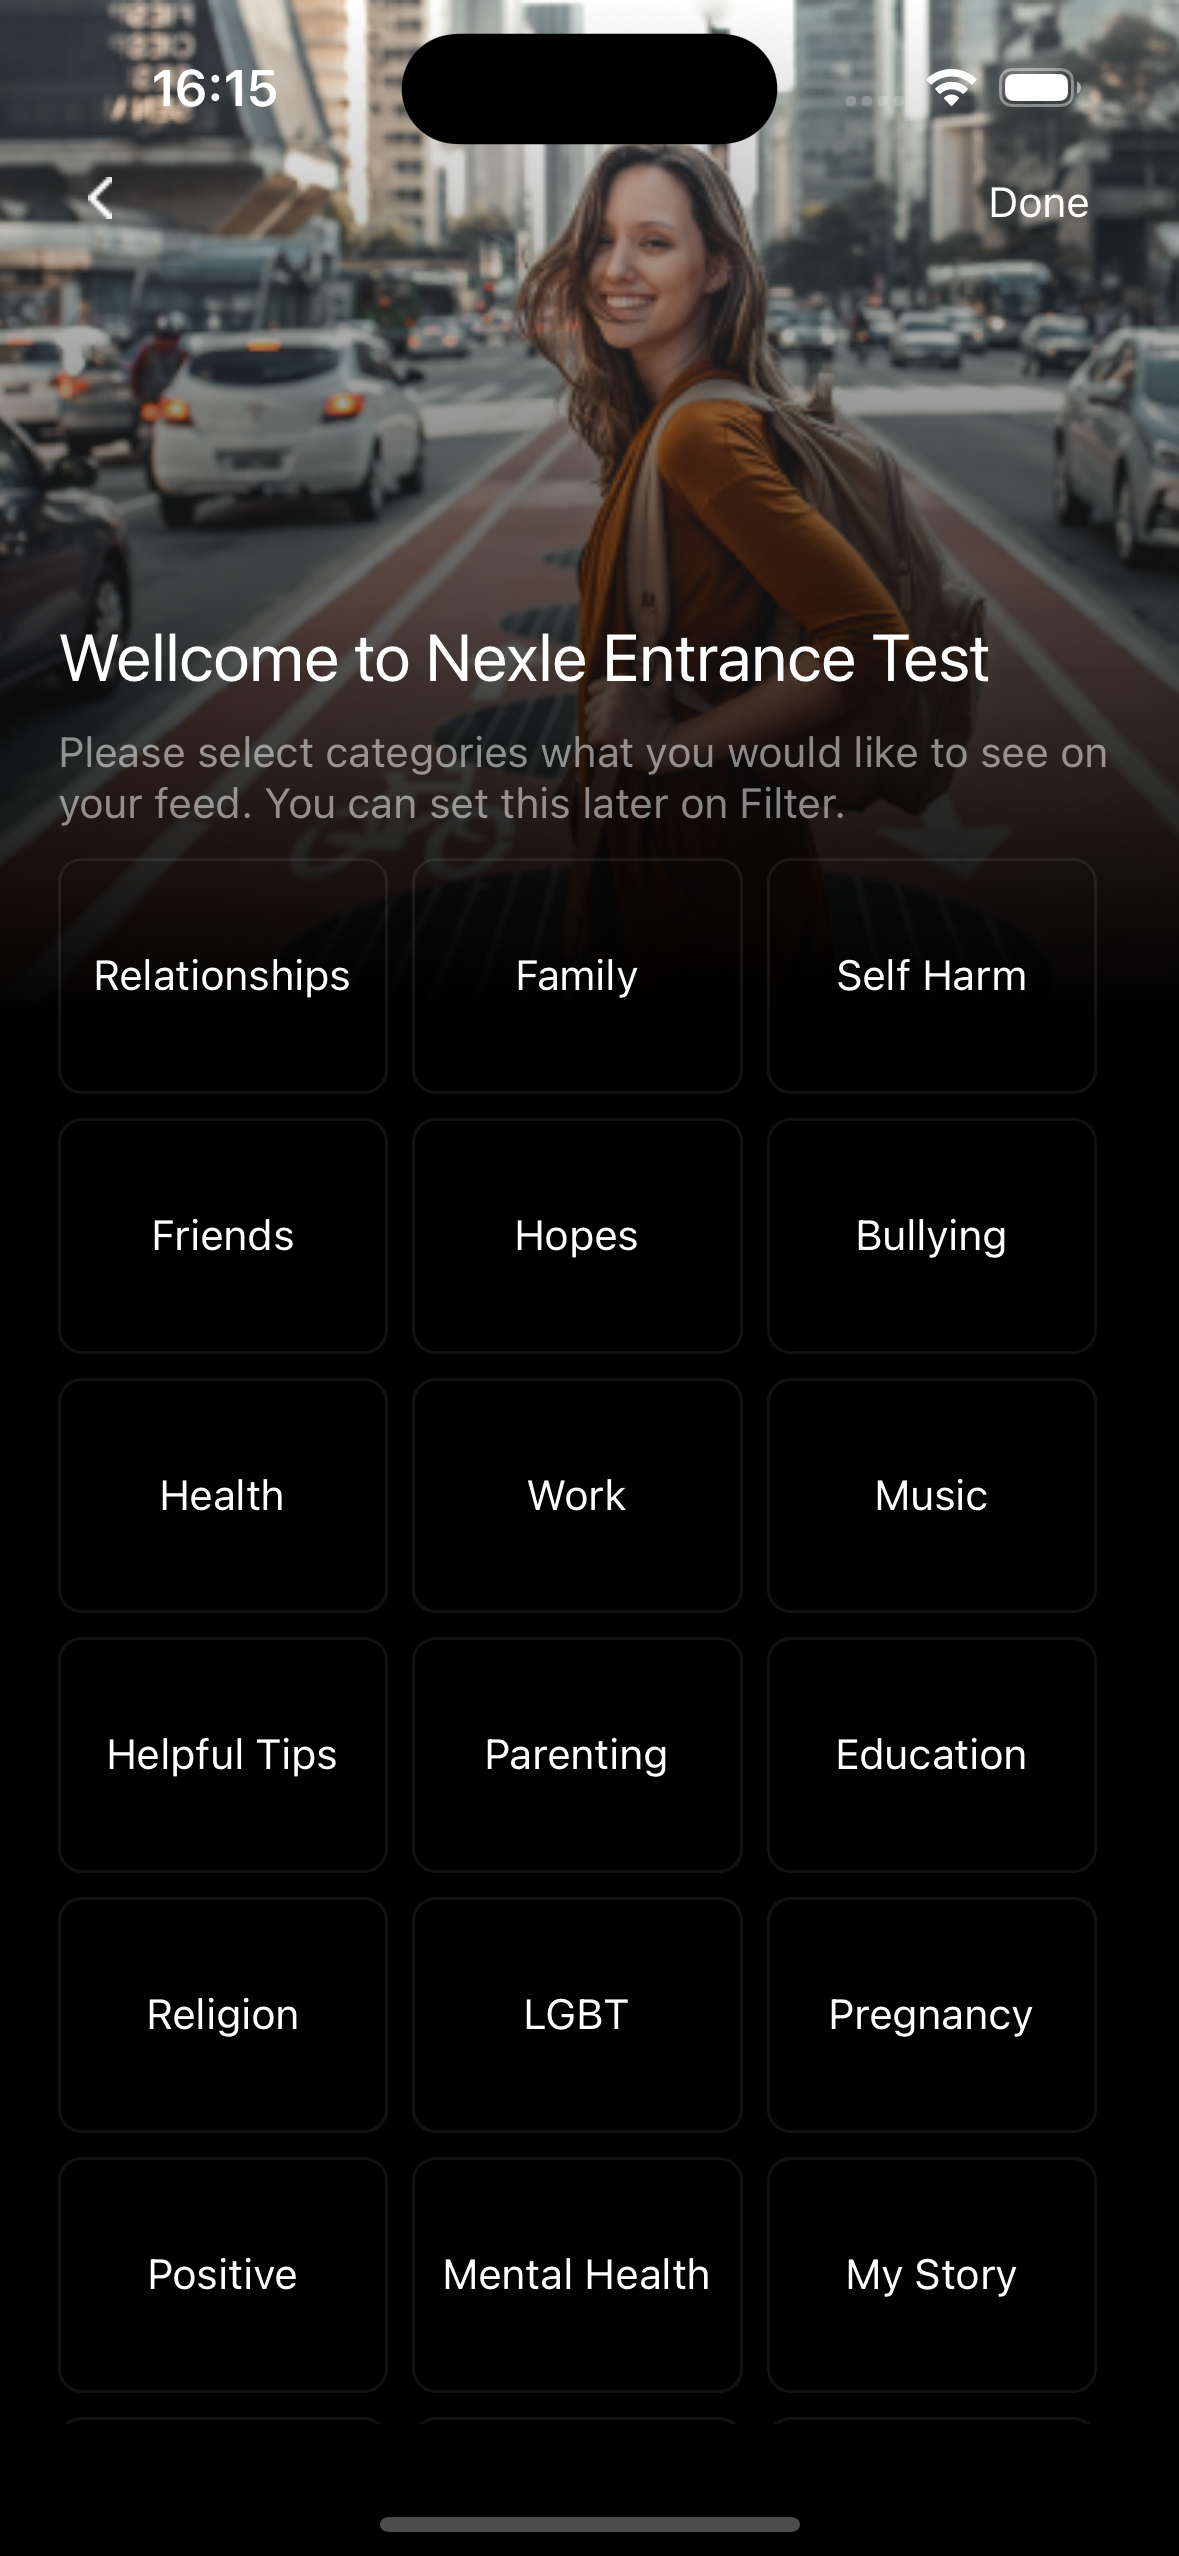 16:15
Done
Wellcome to Nexle Entrance Test
Please select categories what you would like to see on
your feed. You can set this later on Filter.
Relationships
Family
Self Harm
Friends
Hopes
Bullying
Health
Work
Music
Helpful Tips
Parenting
Education
Religion
LGBT
Pregnancy
Positive
Mental Health
My Story